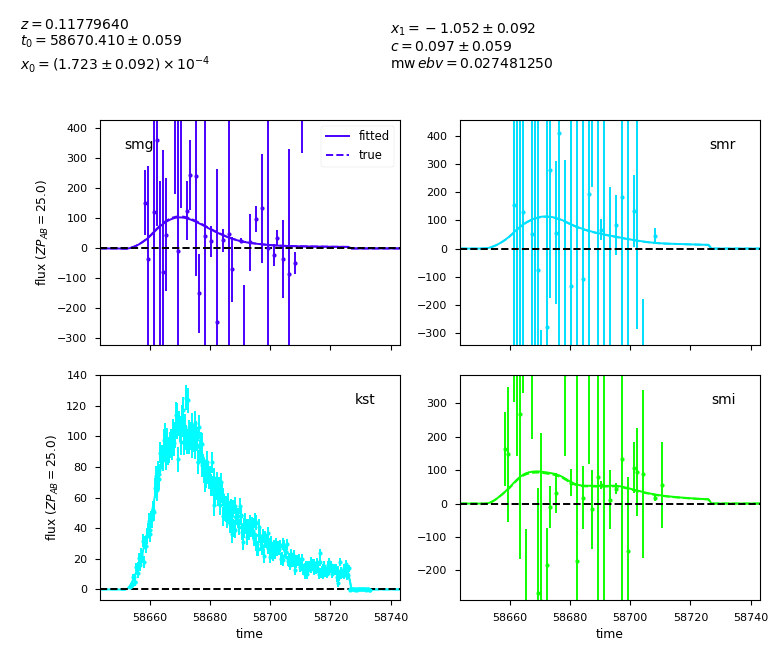 z = 0.11779640
t₀ = 58670.410 ± 0.059
x₀ = (1.723 ± 0.092) × 10⁻⁴
x₁ = −1.052 ± 0.092
c = 0.097 ± 0.059
mw ebv = 0.027481250
smg
fitted
true
flux (ZP_AB = 25.0)
400
300
200
100
0
−100
−200
−300
smr
400
300
200
100
0
−100
−200
−300
kst
flux (ZP_AB = 25.0)
140
120
100
80
60
40
20
0
58660 58680 58700 58720 58740
time
smi
300
200
100
0
−100
−200
58660 58680 58700 58720 58740
time